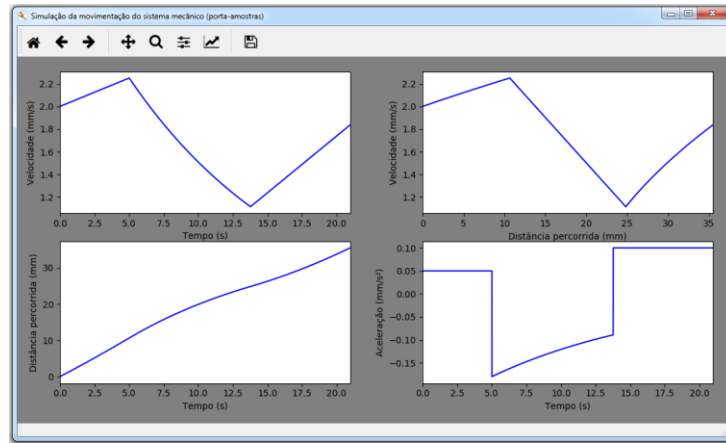 Simulação da movimentação do sistema mecânico (porta-amostras)
Velocidade (mm/s)
2.2
2.0
1.8
1.6
1.4
1.2
0.0 2.5 5.0 7.5 10.0 12.5 15.0 17.5 20.0
Tempo (s)
Velocidade (mm/s)
2.2
2.0
1.8
1.6
1.4
1.2
0 5 10 15 20 25 30 35
Distância percorrida (mm)
Distância percorrida (mm)
30
20
10
0
0.0 2.5 5.0 7.5 10.0 12.5 15.0 17.5 20.0
Tempo (s)
Aceleração (mm/s²)
0.10
0.05
0.00
−0.05
−0.10
−0.15
0.0 2.5 5.0 7.5 10.0 12.5 15.0 17.5 20.0
Tempo (s)